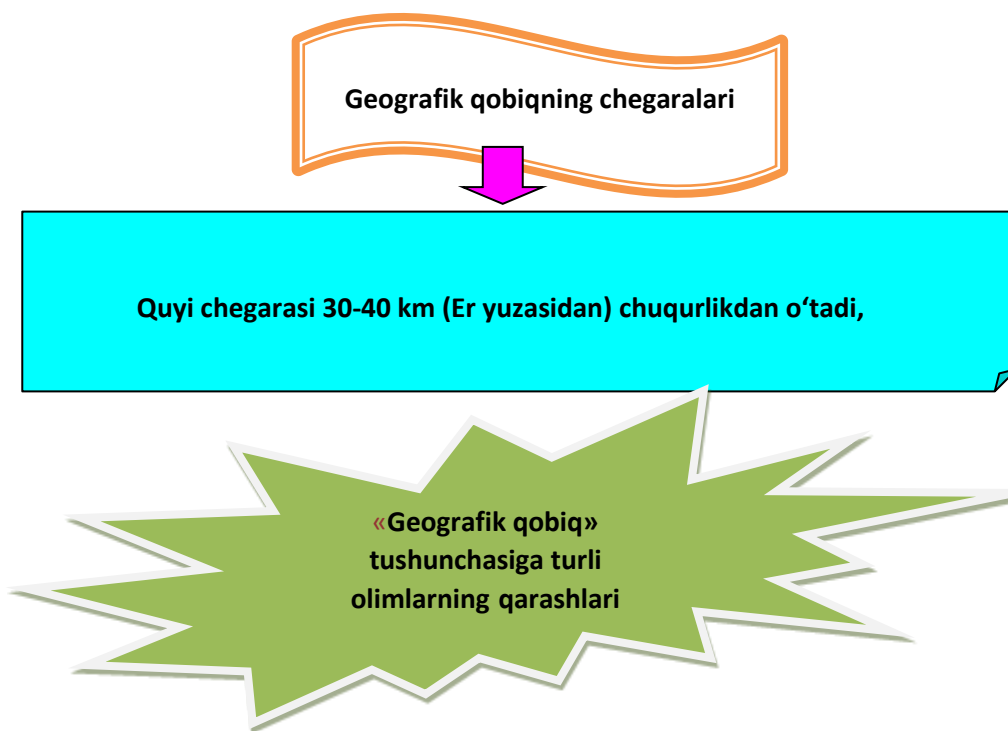 Geografik qobiqning chegaralari
Quyi chegarasi 30-40 km (Er yuzasidan) chuqurlikdan o‘tadi,
«Geografik qobiq»
tushunchasiga turli
olimlarning qarashlari